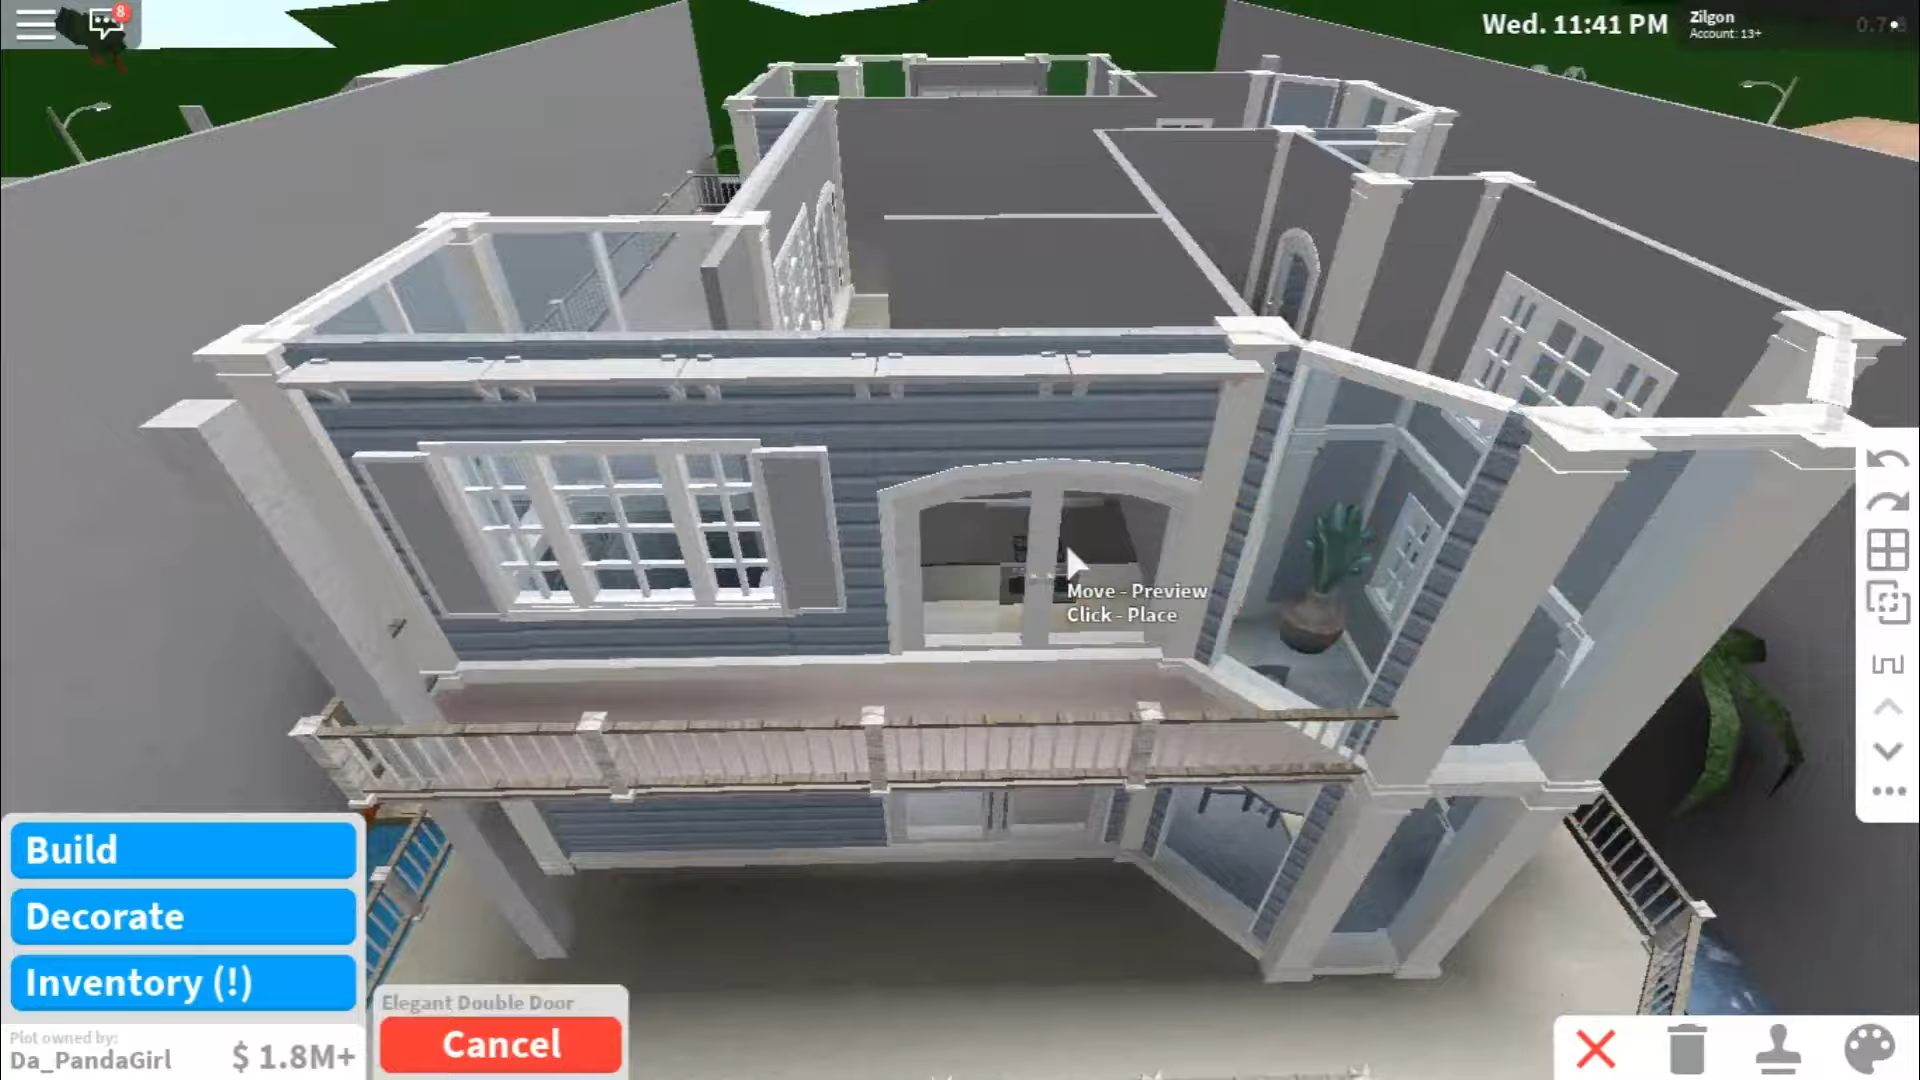 8
Wed. 11:41 PM
Zilgon
Account: 13+
Move - Preview
Click - Place
Build
Decorate
Inventory (!)
Elegant Double Door
Cancel
Plot owned by:
Da_PandaGirl
$ 1.8M+